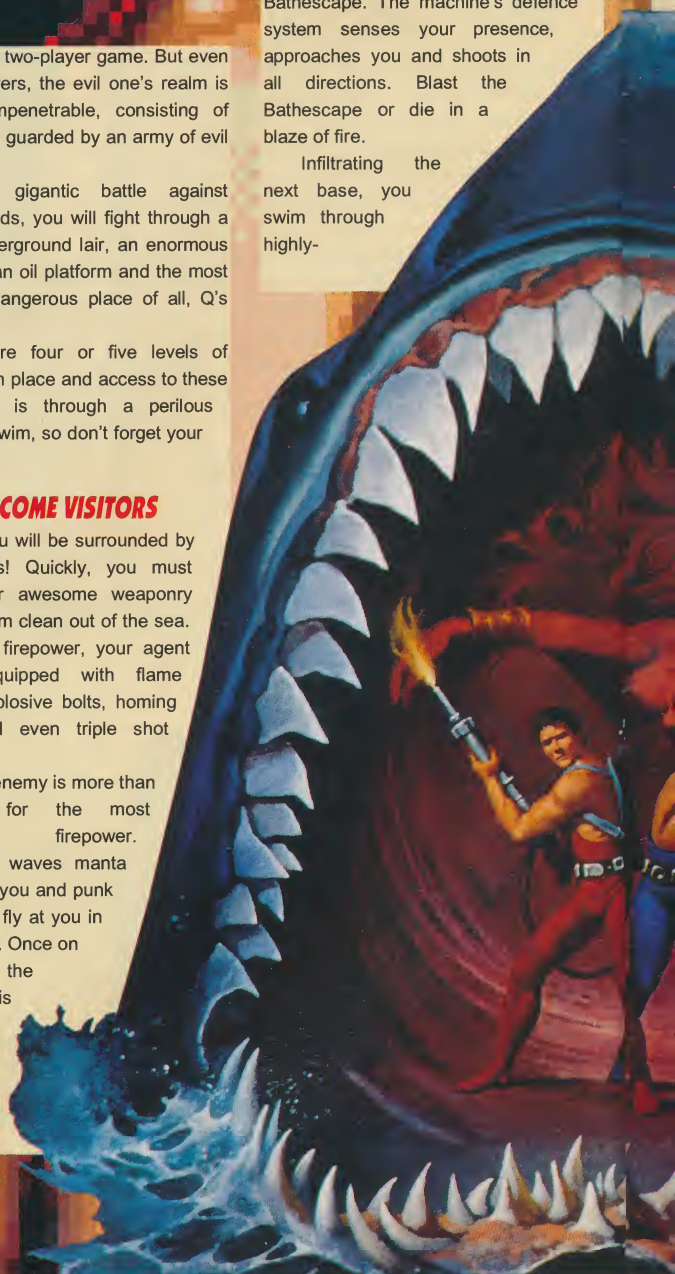 two-player game. But even
ers, the evil one's realm is
mpenetrable, consisting of
guarded by an army of evil
gigantic battle against
ds, you will fight through a
erground lair, an enormous
an oil platform and the most
angerous place of all, Q's
re four or five levels of
h place and access to these
is through a perilous
wim, so don't forget your
COME VISITORS
u will be surrounded by
s! Quickly, you must
r awesome weaponry
m clean out of the sea.
firepower, your agent
quipped with flame
plosive bolts, homing
l even triple shot
enemy is more than
for the most
firepower.
waves manta
you and punk
fly at you in
. Once on
the
is
Bathescape. The machine's defence
system senses your presence,
approaches you and shoots in
all directions. Blast the
Bathescape or die in a
blaze of fire.
Infiltrating the
next base, you
swim through
highly-